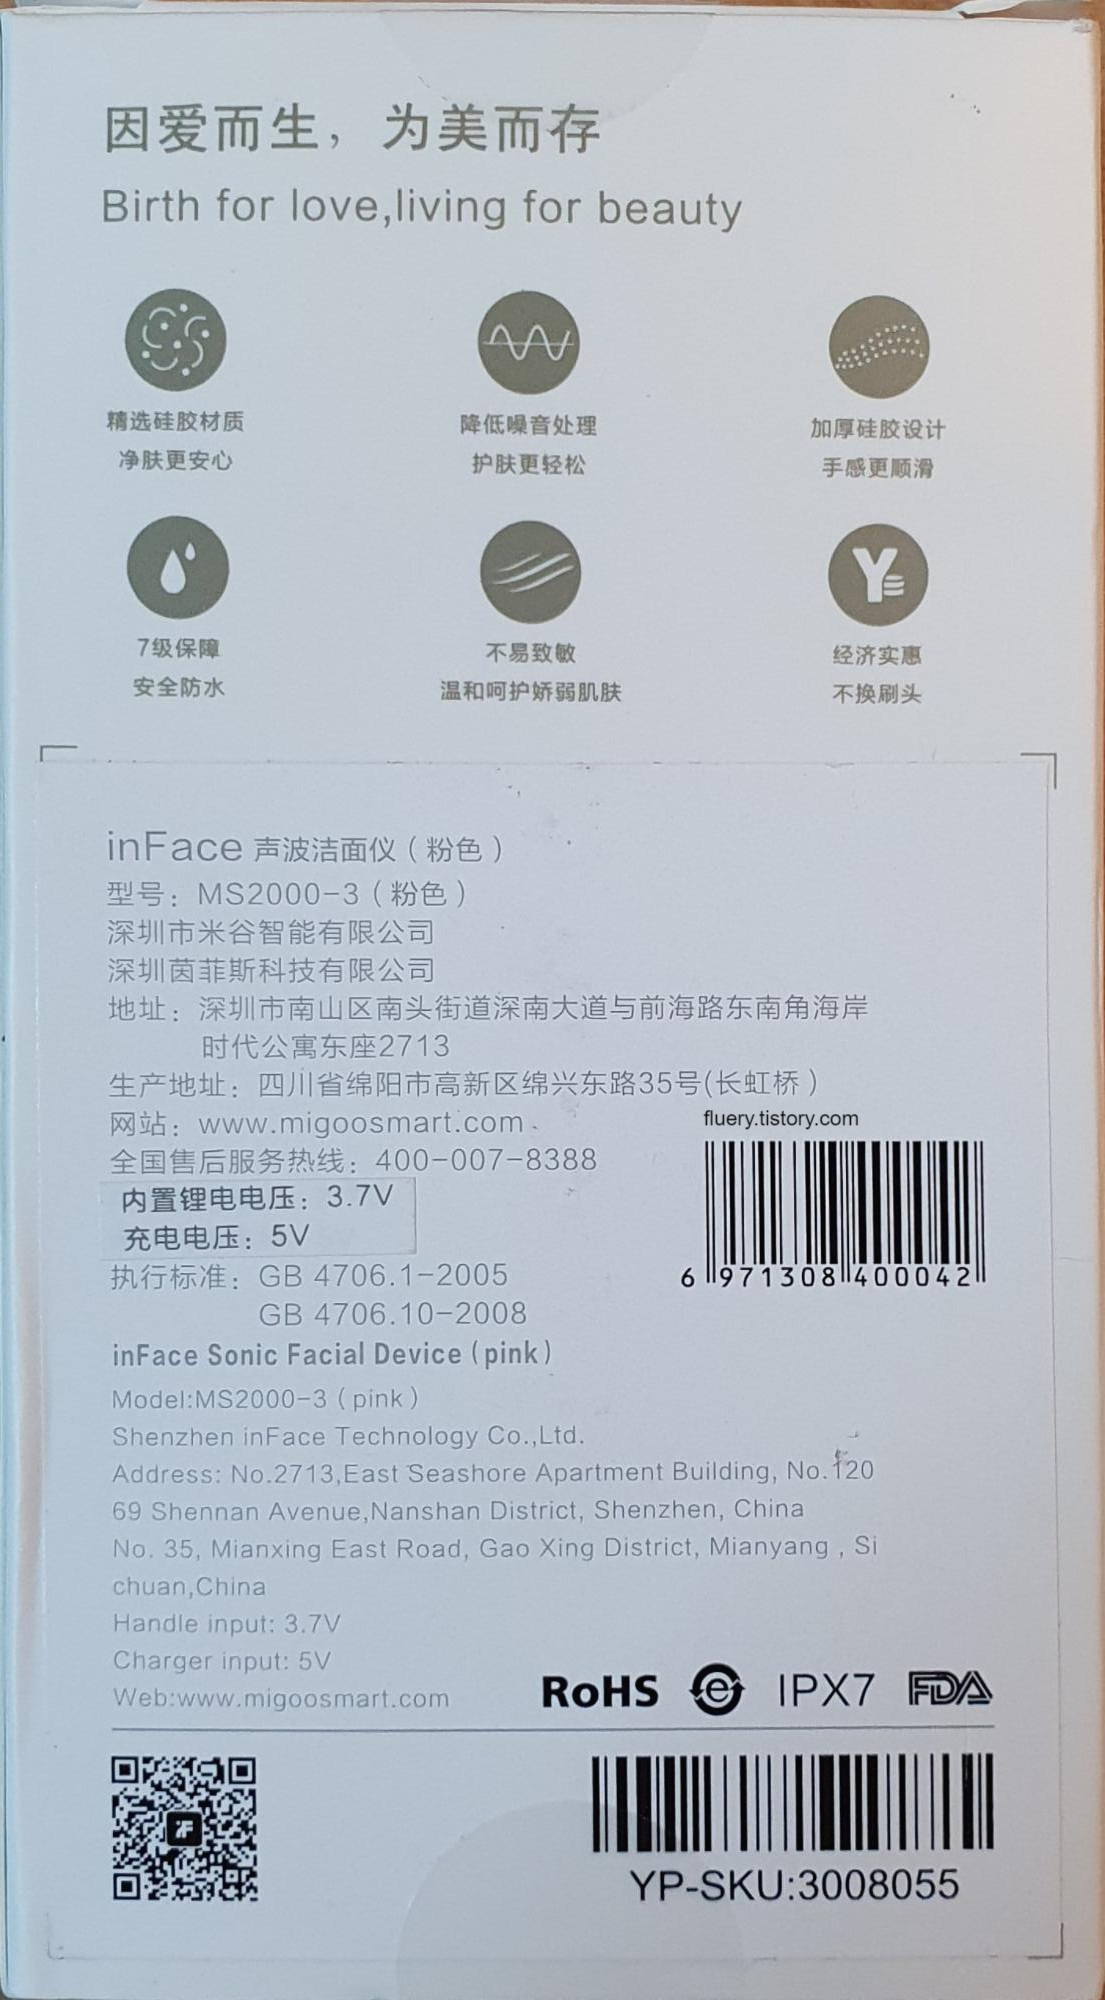 因爱而生，为美而存
Birth for love,living for beauty
精选硅胶材质
净肤更安心
降低噪音处理
护肤更轻松
加厚硅胶设计
手感更顺滑
7级保障
安全防水
不易致敏
温和呵护娇弱肌肤
经济实惠
不换刷头
inFace 声波洁面仪（粉色）
型号：MS2000-3（粉色）
深圳市米谷智能有限公司
深圳茵菲斯科技有限公司
地址：深圳市南山区南头街道深南大道与前海路东南角海岸
时代公寓东座2713
生产地址：四川省绵阳市高新区绵兴东路35号(长虹桥）
网站：www.migoosmart.com
fluery.tistory.com
全国售后服务热线：400-007-8388
内置锂电电压：3.7V
充电电压：5V
6 971308 400042
执行标准：GB 4706.1-2005
GB 4706.10-2008
inFace Sonic Facial Device (pink)
Model:MS2000-3 (pink)
Shenzhen inFace Technology Co.,Ltd.
Address: No.2713,East Seashore Apartment Building, No.120
69 Shennan Avenue,Nanshan District, Shenzhen, China
No. 35, Mianxing East Road, Gao Xing District, Mianyang , Si
chuan,China
Handle input: 3.7V
Charger input: 5V
Web:www.migoosmart.com
RoHS e IPX7 FDA
YP-SKU:3008055